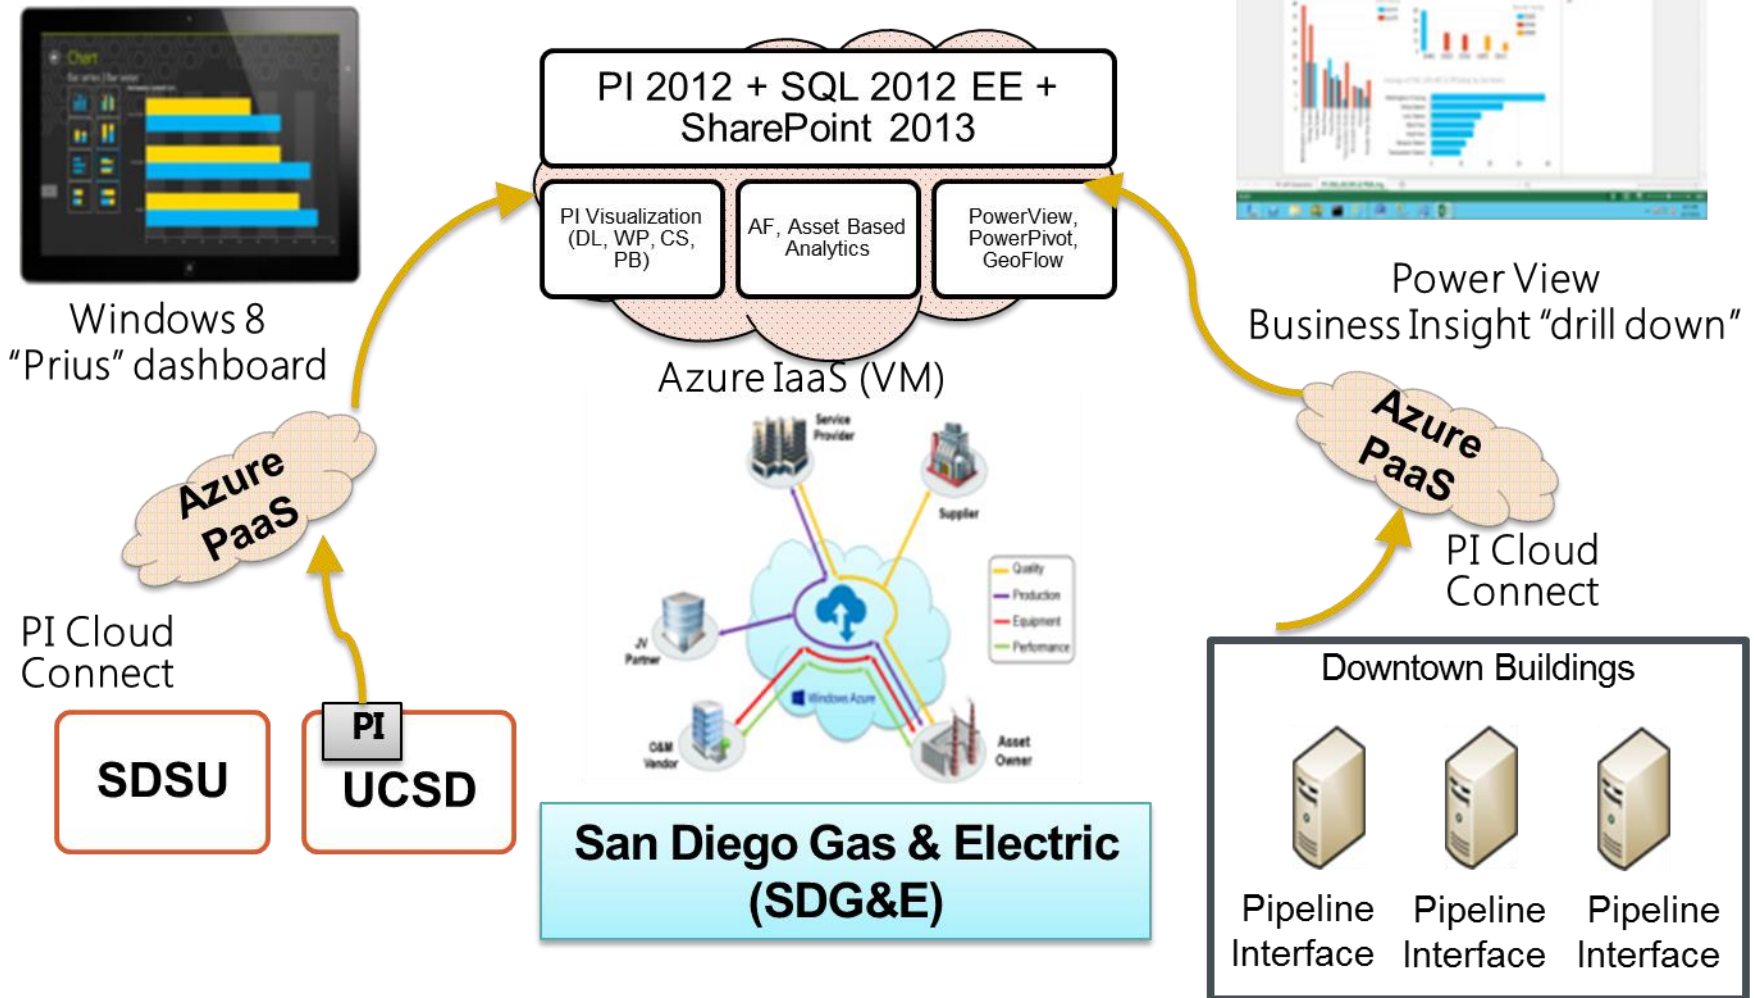 Chart
PI 2012 + SQL 2012 EE +
SharePoint 2013
PI Visualization
(DL, WP, CS,
PB)
AF, Asset Based
Analytics
PowerView,
PowerPivot,
GeoFlow
Windows 8
“Prius” dashboard
Azure IaaS (VM)
Power View
Business Insight “drill down”
Azure
PaaS
Azure
PaaS
PI Cloud
Connect
PI Cloud
Connect
Service
Provider
Supplier
Quality
Production
Equipment
Performance
JV
Partner
Windows Azure
O&M
Vendor
Asset
Owner
SDSU
PI
UCSD
San Diego Gas & Electric
(SDG&E)
Downtown Buildings
Pipeline
Interface
Pipeline
Interface
Pipeline
Interface